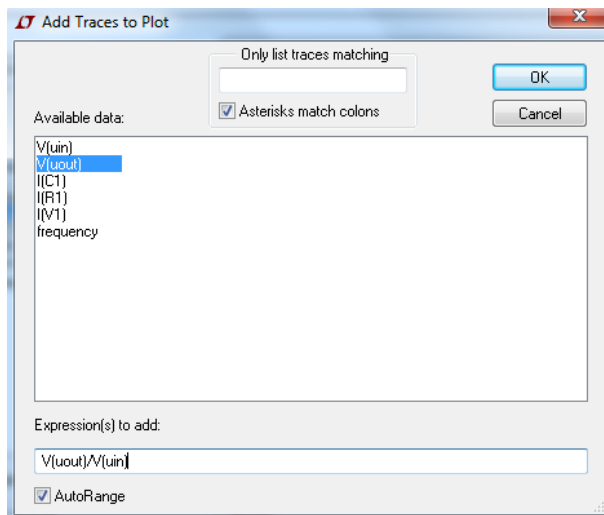 Add Traces to Plot
Only list traces matching
OK
Asterisks match colons
Cancel
Available data:
V(uin)
V(uout)
I(C1)
I(R1)
I(V1)
frequency
Expression(s) to add:
V(uout)/V(uin)
AutoRange